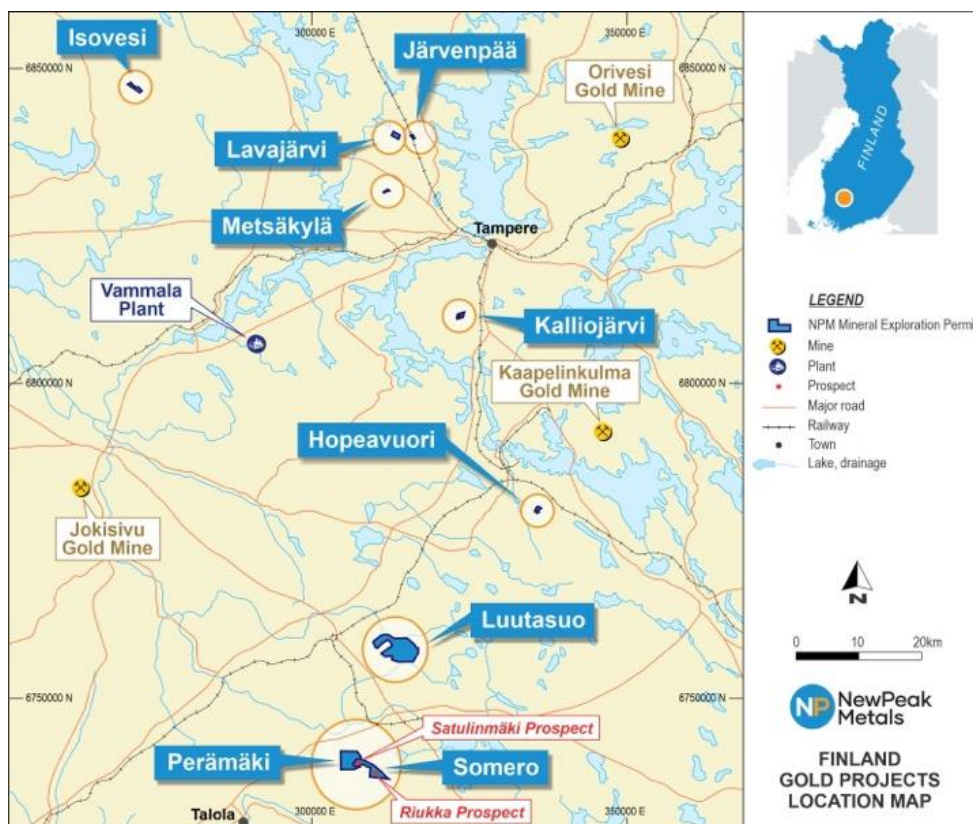 300000 E
350000 E
Isovesi
Järvenpää
6850000 N
6850000 N
Orivesi
Gold Mine
Lavajärvi
Metsäkylä
Tampere
Vammala
Plant
Kalliojärvi
Kaapelinkulma
Gold Mine
6800000 N
6800000 N
Hopeavuori
Jokisivu
Gold Mine
Luutasuo
6750000 N
6750000 N
Satulinmäki Prospect
Perämäki
Somero
Riukka Prospect
Talola
300000 E
350000 E
FINLAND
LEGEND
NPM Mineral Exploration Permi
Mine
Plant
Prospect
Major road
Railway
Town
Lake, drainage
N
0 10 20km
NP NewPeak
Metals
FINLAND
GOLD PROJECTS
LOCATION MAP